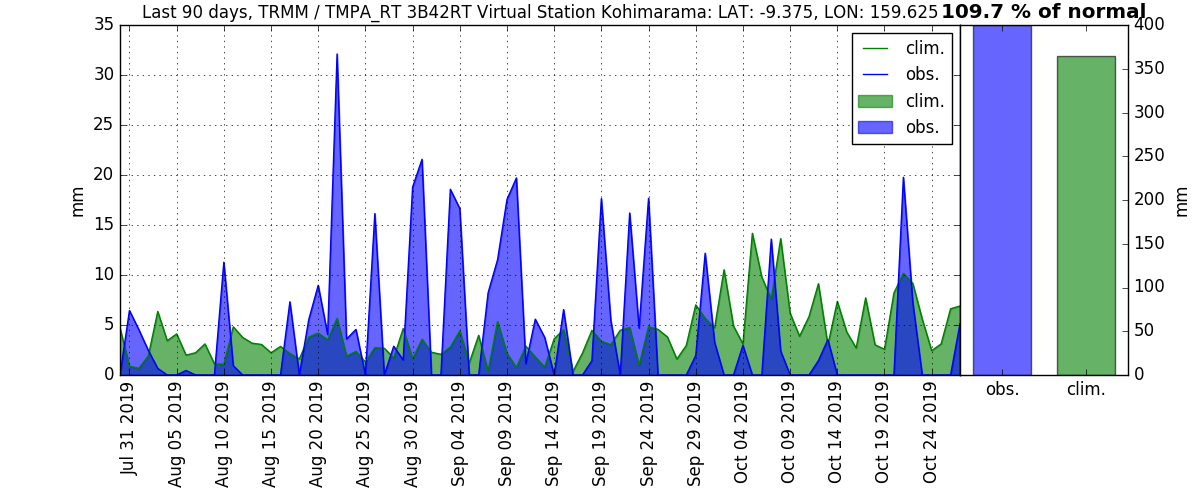 Last 90 days, TRMM / TMPA_RT 3B42RT Virtual Station Kohimarama: LAT: -9.375, LON: 159.625 109.7 % of normal
35
30
25
20
15
10
5
0
mm
clim.
obs.
clim.
obs.
Jul 31 2019
Aug 05 2019
Aug 10 2019
Aug 15 2019
Aug 20 2019
Aug 25 2019
Aug 30 2019
Sep 04 2019
Sep 09 2019
Sep 14 2019
Sep 19 2019
Sep 24 2019
Sep 29 2019
Oct 04 2019
Oct 09 2019
Oct 14 2019
Oct 19 2019
Oct 24 2019
400
350
300
250
200
150
100
50
0
mm
obs.
clim.